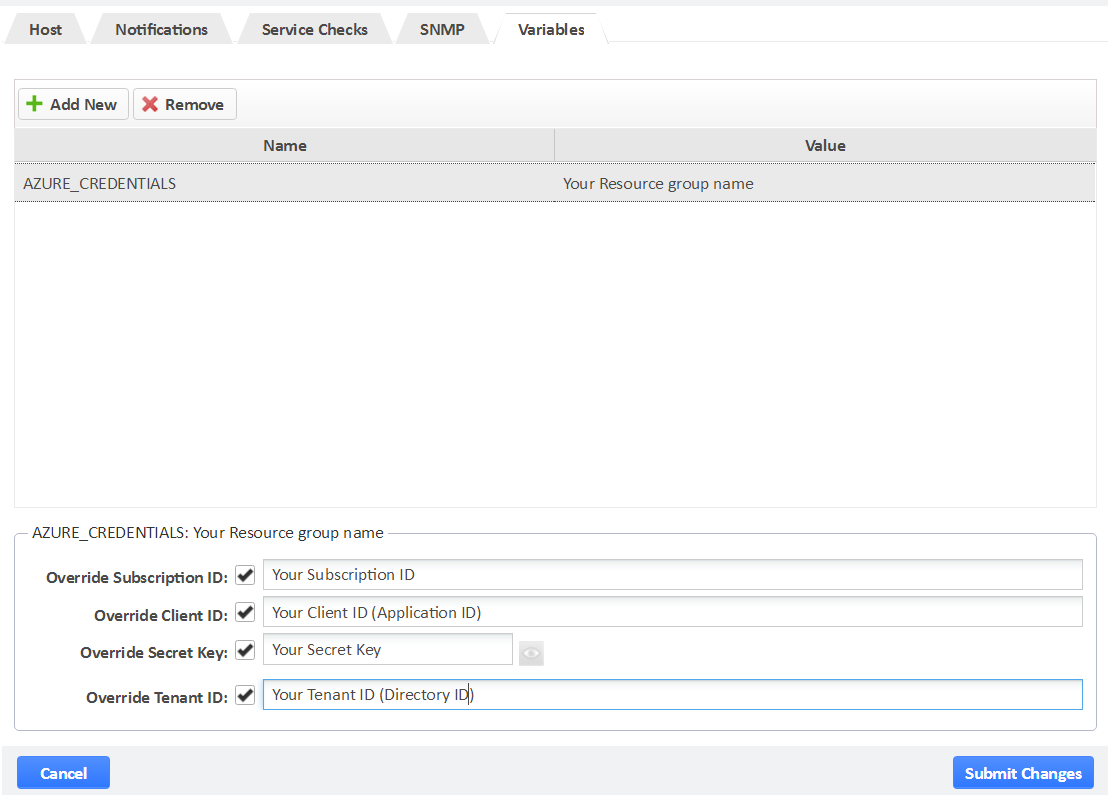 Host Notifications Service Checks SNMP Variables
Add New Remove
Name Value
AZURE_CREDENTIALS Your Resource group name
AZURE_CREDENTIALS: Your Resource group name
Override Subscription ID: Your Subscription ID
Override Client ID: Your Client ID (Application ID)
Override Secret Key: Your Secret Key
Override Tenant ID: Your Tenant ID (Directory ID)
Cancel Submit Changes